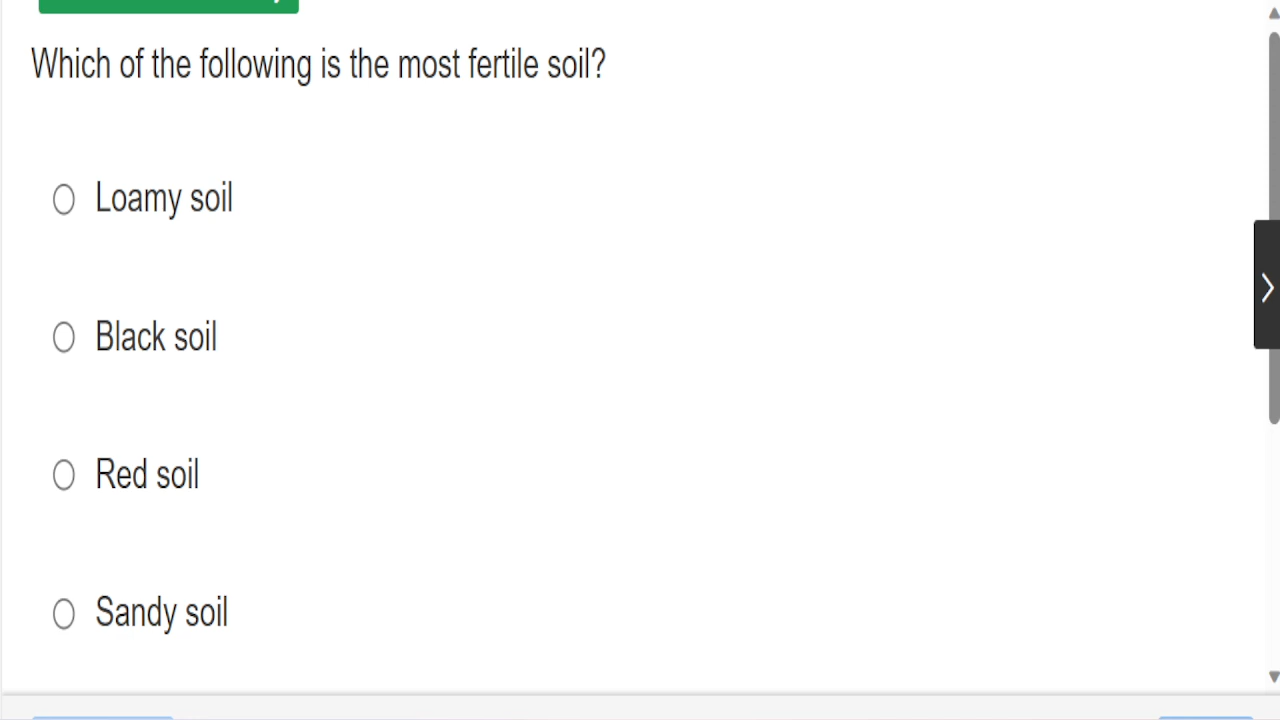 Which of the following is the most fertile soil?
Loamy soil
Black soil
Red soil
Sandy soil